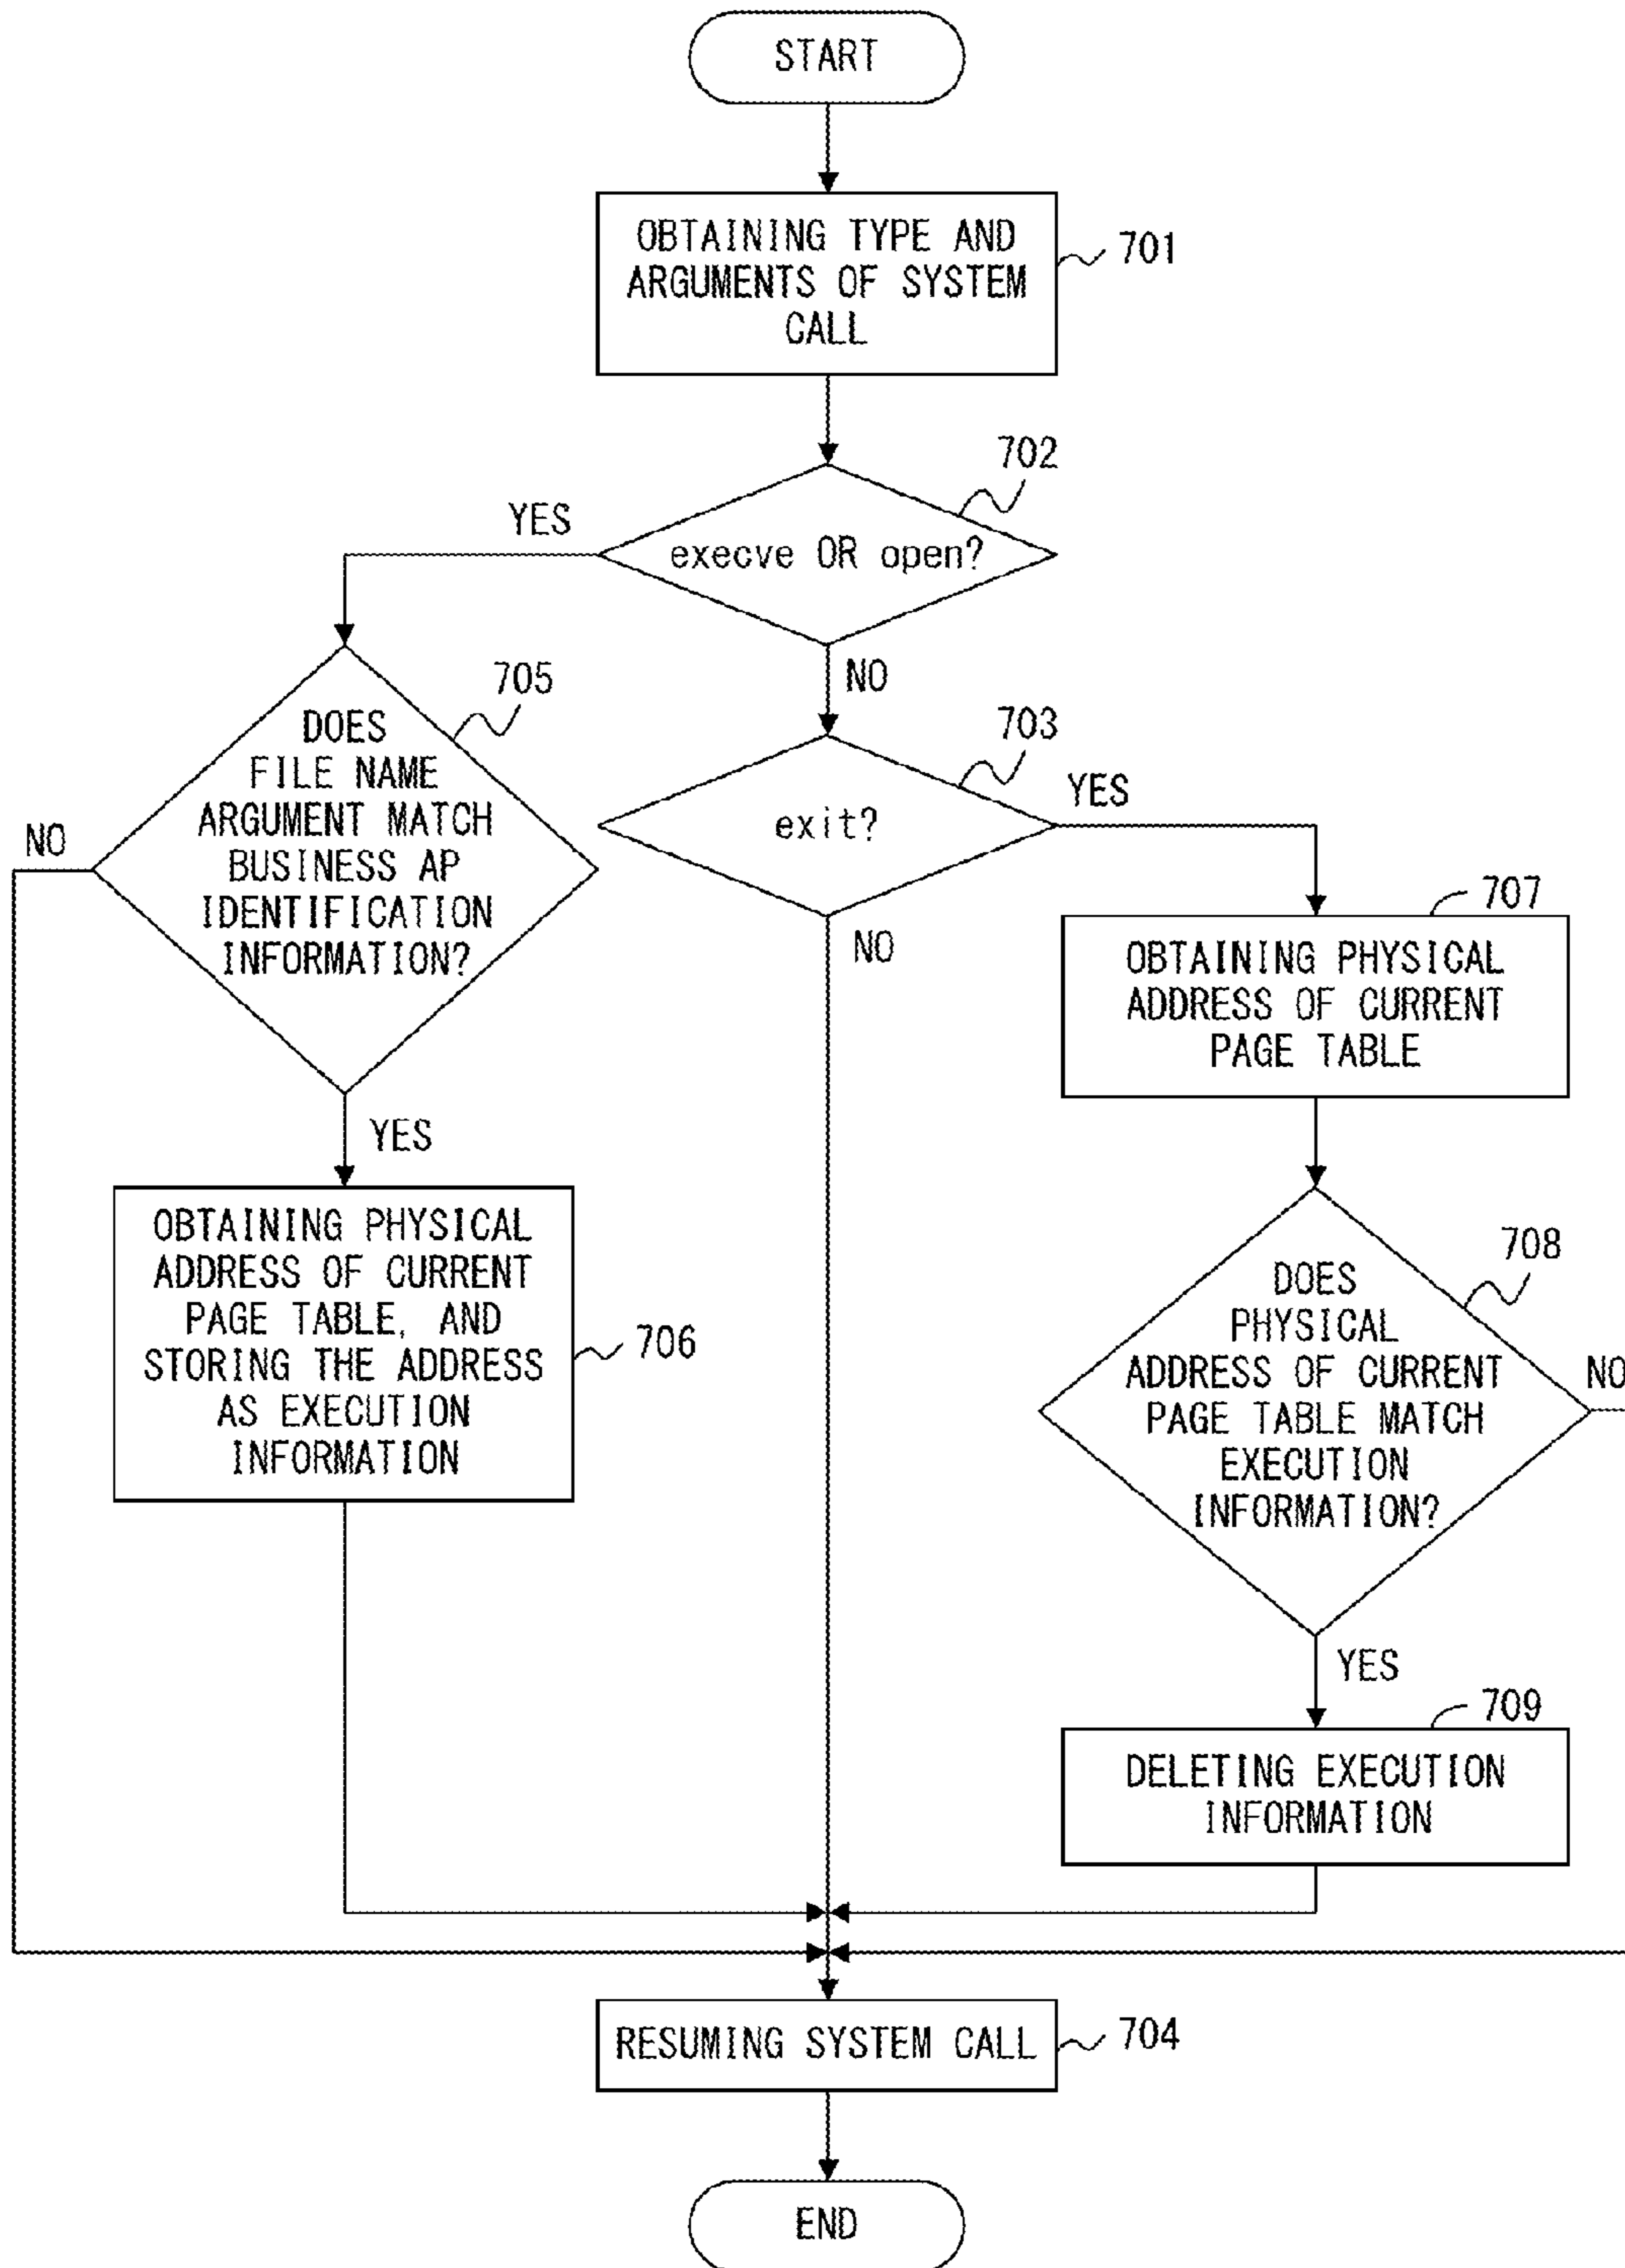 START
OBTAINING TYPE AND
ARGUMENTS OF SYSTEM
CALL
701
702
YES
execve OR open?
NO
705
DOES
FILE NAME
ARGUMENT MATCH
BUSINESS AP
IDENTIFICATION
INFORMATION?
NO
YES
703
exit?
YES
NO
707
OBTAINING PHYSICAL
ADDRESS OF CURRENT
PAGE TABLE
OBTAINING PHYSICAL
ADDRESS OF CURRENT
PAGE TABLE, AND
STORING THE ADDRESS
AS EXECUTION
INFORMATION
706
708
DOES
PHYSICAL
ADDRESS OF CURRENT
PAGE TABLE MATCH
EXECUTION
INFORMATION?
NO
YES
709
DELETING EXECUTION
INFORMATION
RESUMING SYSTEM CALL
704
END